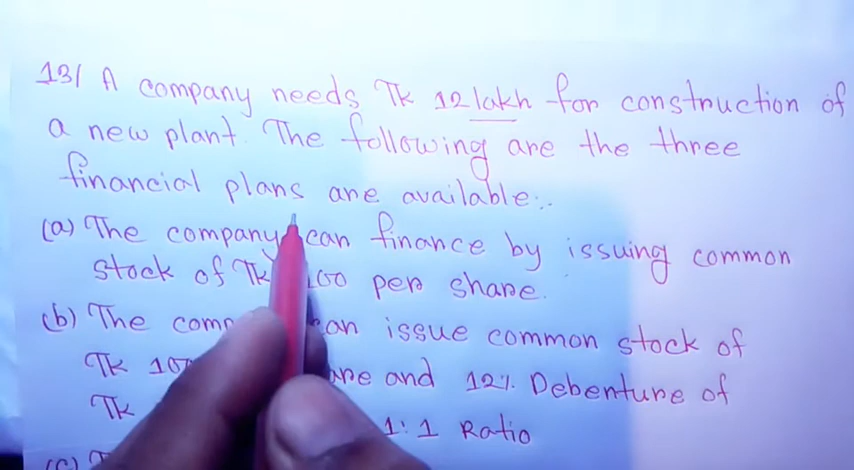 13/ A company needs Tk 12 lakh for construction of
a new plant. The following are the three
financial plans are available:-
(a) The company can finance by issuing common
stock of Tk 100 per share.
(b) The can issue common stock of
Tk and 12% Debenture of
Tk 1:1 Ratio
(c)